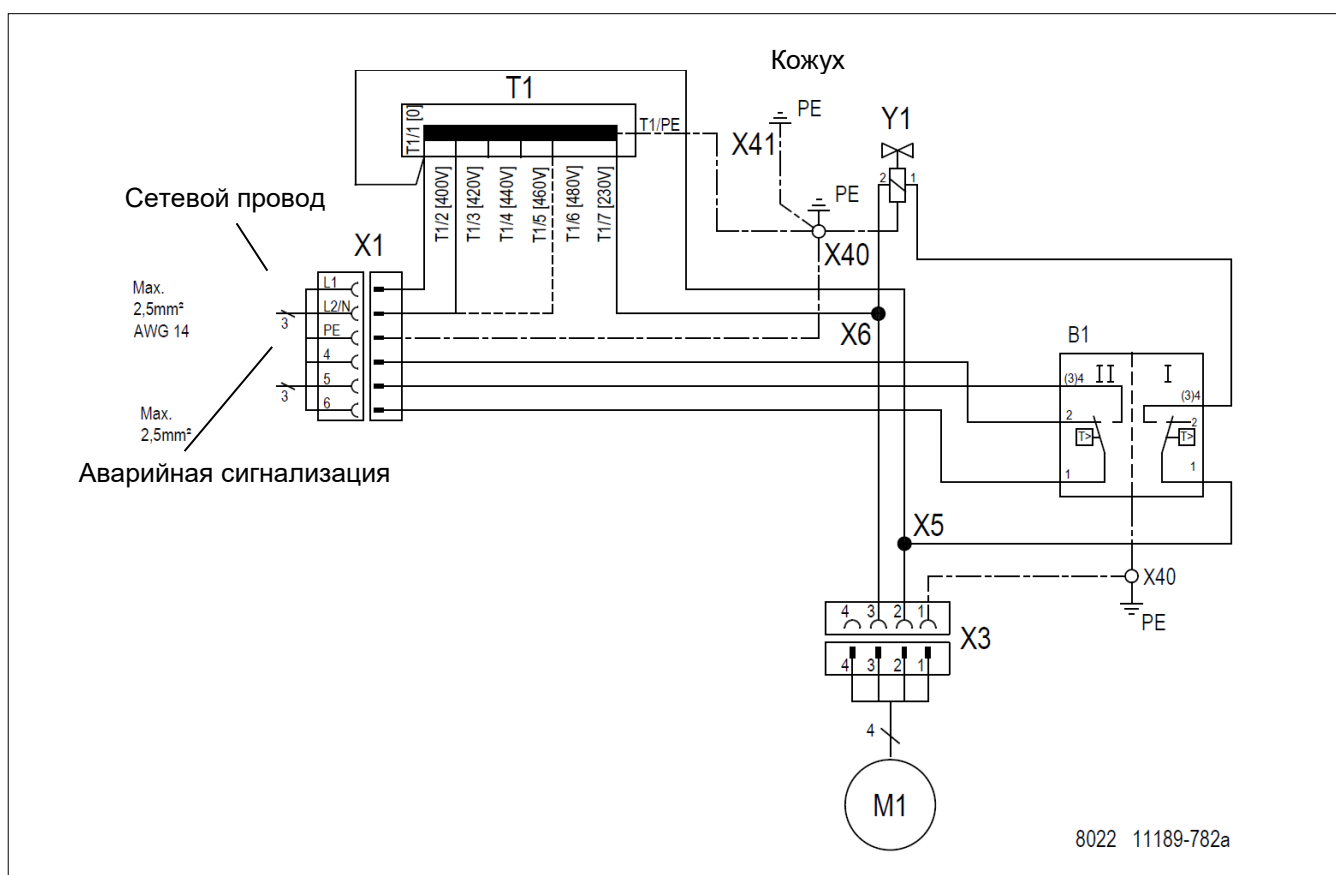 Кожух
T1
PE
Y1
T1/1 [0]
T1/PE
X41
2 1
T1/2 [400V]
T1/3 [420V]
T1/4 [440V]
T1/5 [460V]
T1/6 [480V]
T1/7 [230V]
PE
Сетевой провод
X1
X40
L1
Max.
2,5mm²
AWG 14
L2/N
3
PE
X6
B1
4
5
3
6
(3)4 II I
(3)4
2
2
T>
T>
1
1
Max.
2,5mm²
Аварийная сигнализация
X5
X40
PE
4 3 2 1
X3
4 3 2 1
4
M1
8022 11189-782a